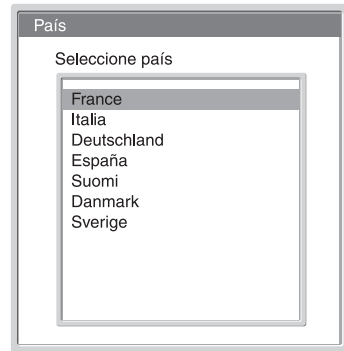 País
Seleccione país
France
Italia
Deutschland
España
Suomi
Danmark
Sverige